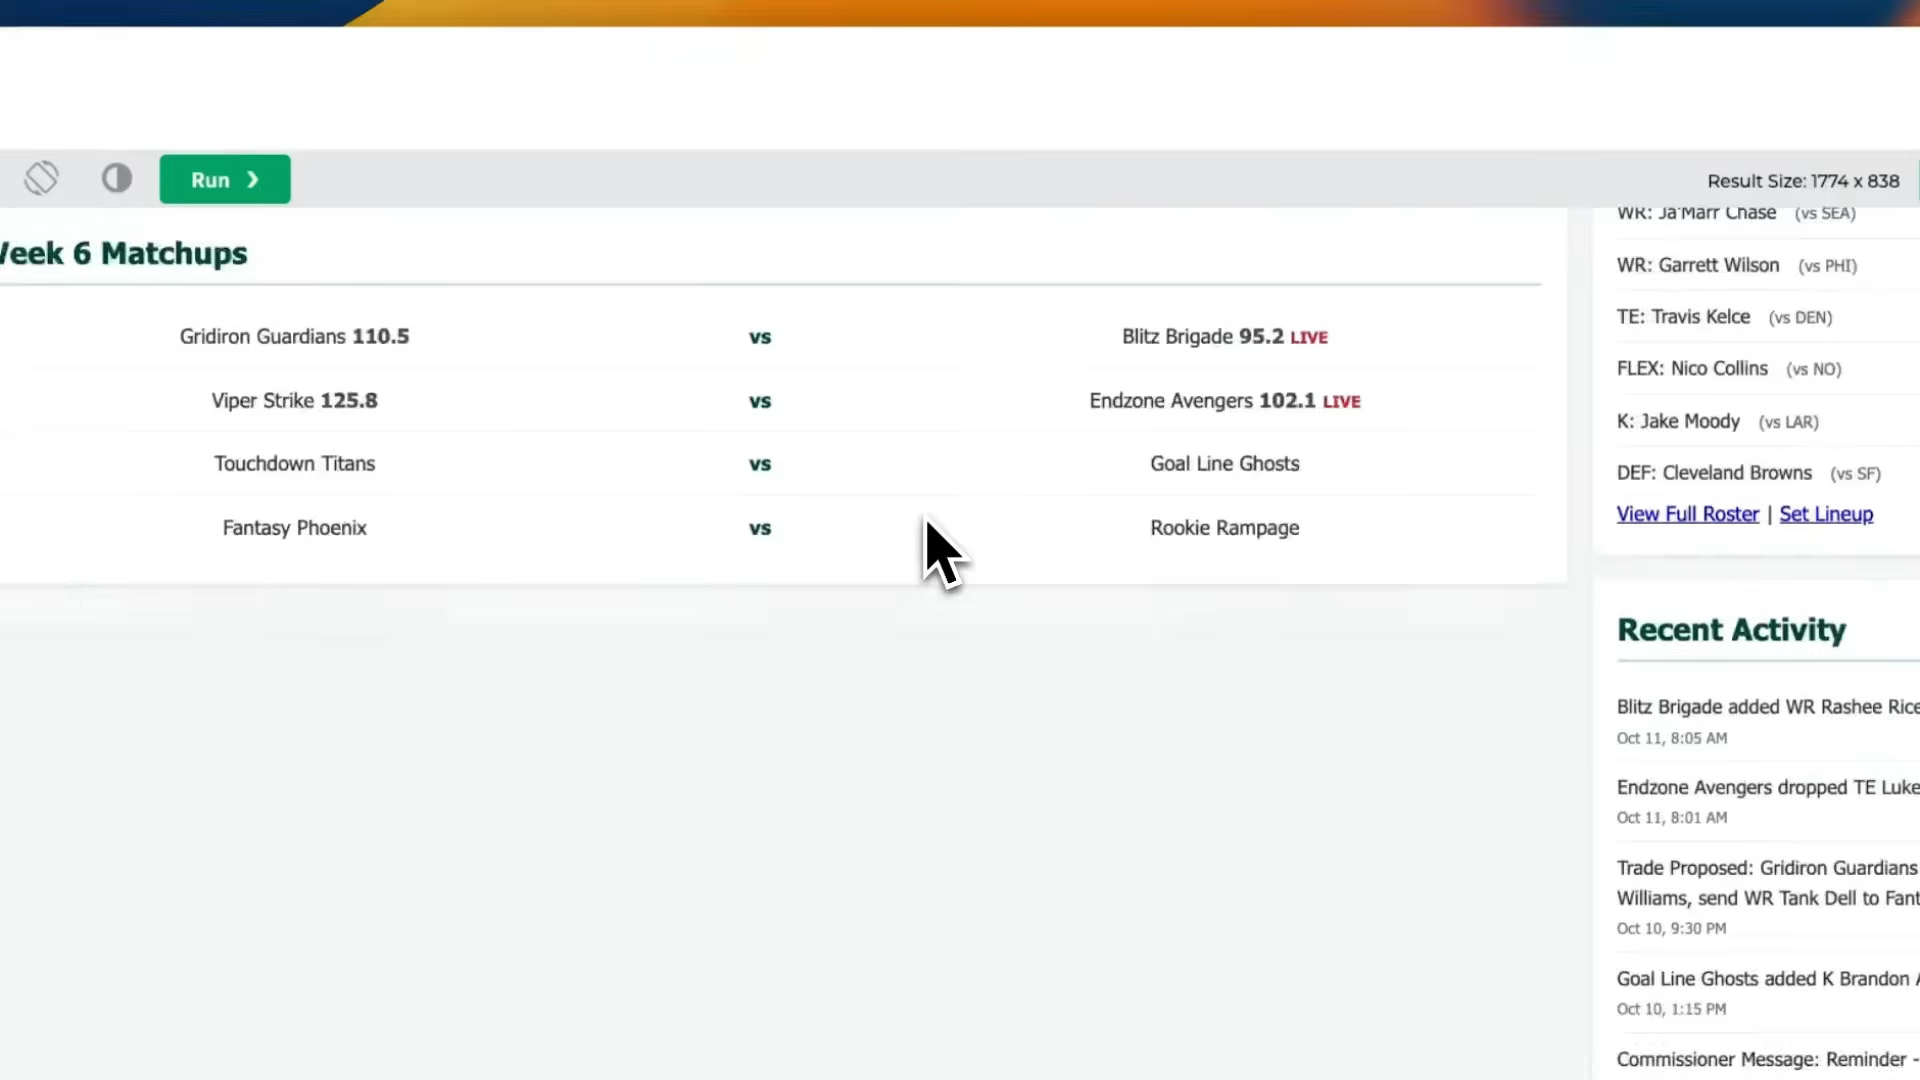 Run ❯
Result Size: 1774 x 838
Week 6 Matchups
Gridiron Guardians 110.5 vs Blitz Brigade 95.2 LIVE
Viper Strike 125.8 vs Endzone Avengers 102.1 LIVE
Touchdown Titans vs Goal Line Ghosts
Fantasy Phoenix vs Rookie Rampage
WR: Ja'Marr Chase (vs SEA)
WR: Garrett Wilson (vs PHI)
TE: Travis Kelce (vs DEN)
FLEX: Nico Collins (vs NO)
K: Jake Moody (vs LAR)
DEF: Cleveland Browns (vs SF)
View Full Roster | Set Lineup
Recent Activity
Blitz Brigade added WR Rashee Rice
Oct 11, 8:05 AM
Endzone Avengers dropped TE Luke
Oct 11, 8:01 AM
Trade Proposed: Gridiron Guardians
Williams, send WR Tank Dell to Fant
Oct 10, 9:30 PM
Goal Line Ghosts added K Brandon
Oct 10, 1:15 PM
Commissioner Message: Reminder -